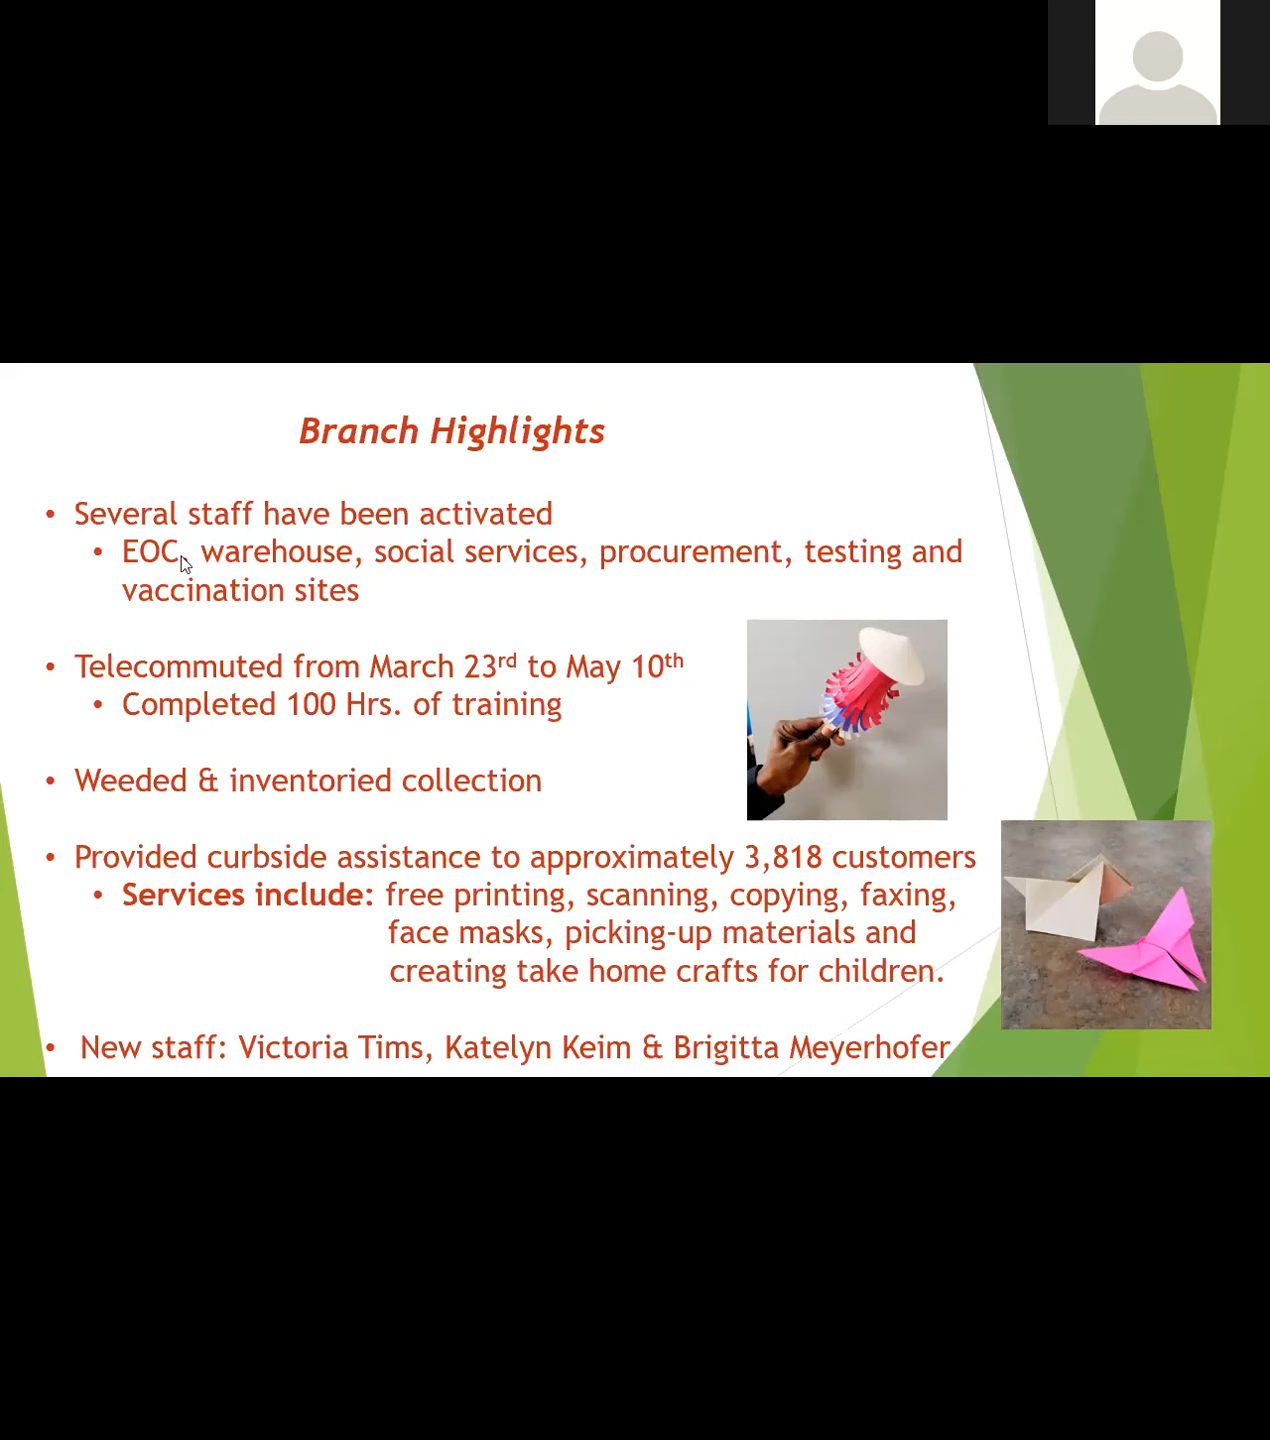 Branch Highlights
• Several staff have been activated
• EOC, warehouse, social services, procurement, testing and
vaccination sites
• Telecommuted from March 23rd to May 10th
• Completed 100 Hrs. of training
• Weeded & inventoried collection
• Provided curbside assistance to approximately 3,818 customers
• Services include: free printing, scanning, copying, faxing,
face masks, picking-up materials and
creating take home crafts for children.
• New staff: Victoria Tims, Katelyn Keim & Brigitta Meyerhofer